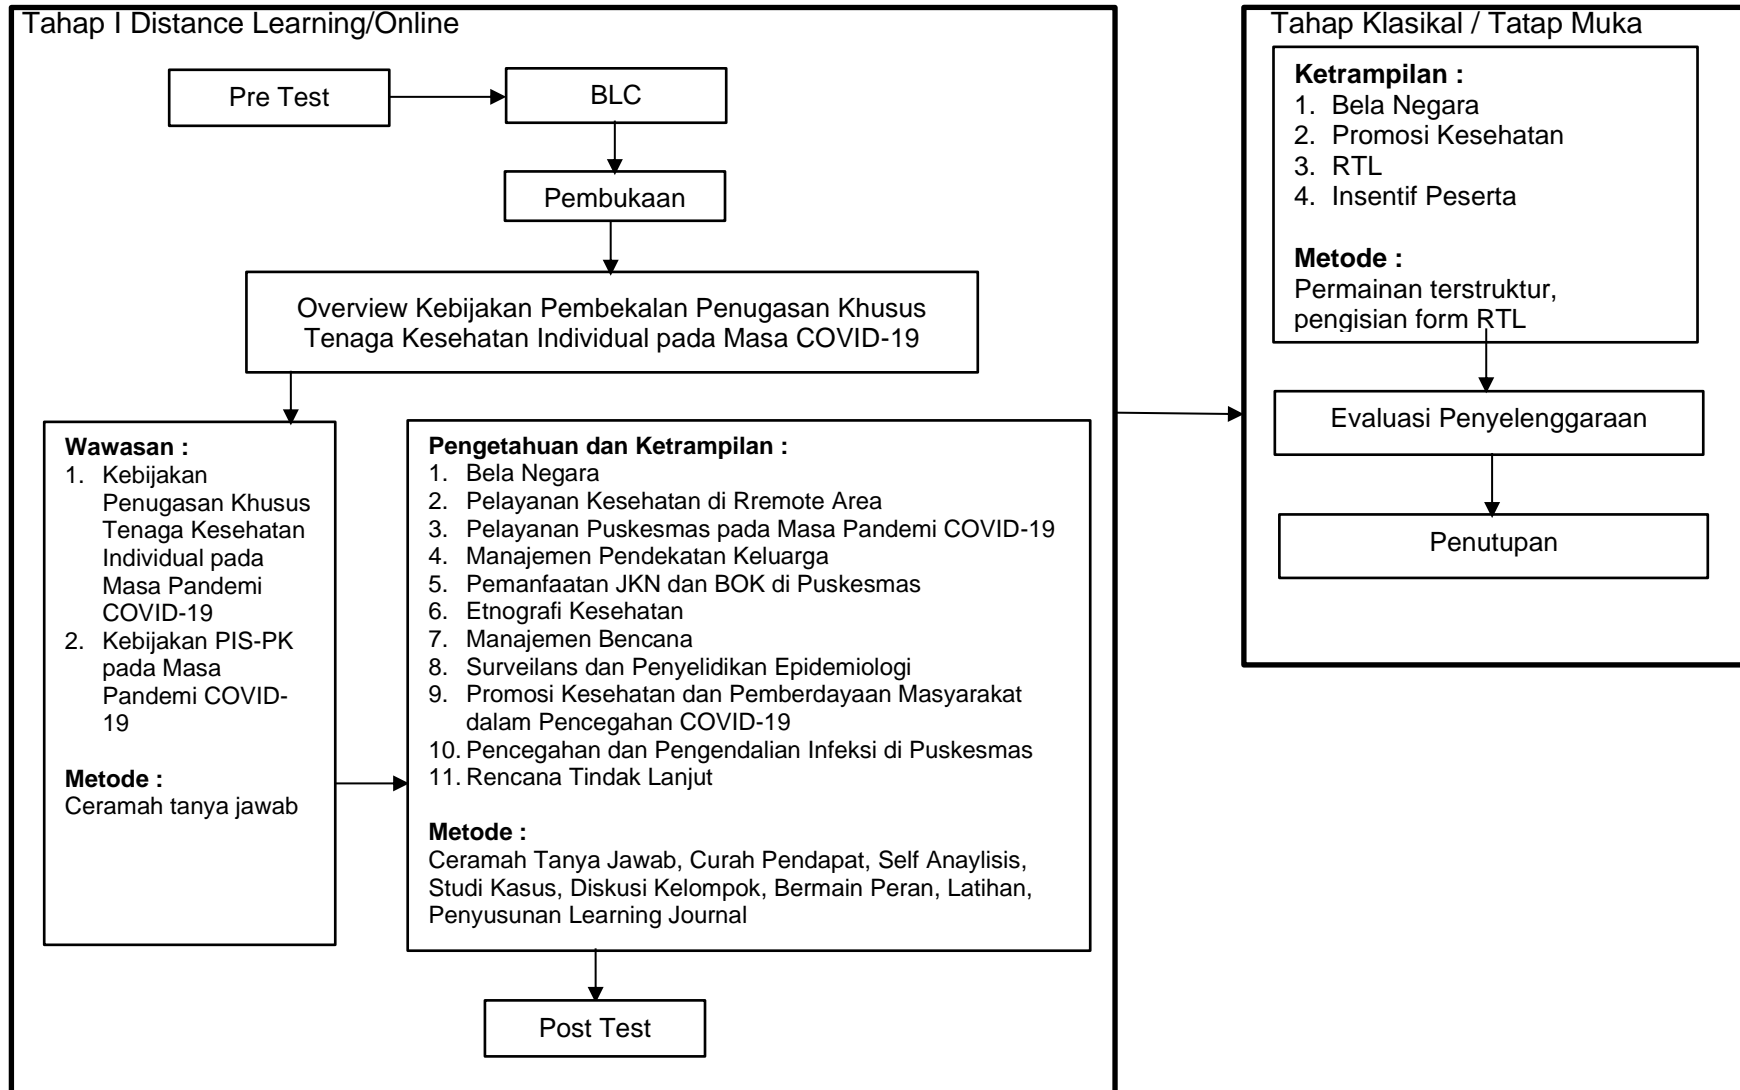 Tahap I Distance Learning/Online
Pre Test
BLC
Pembukaan
Overview Kebijakan Pembekalan Penugasan Khusus
Tenaga Kesehatan Individual pada Masa COVID-19
Wawasan :
1. Kebijakan
Penugasan Khusus
Tenaga Kesehatan
Individual pada
Masa Pandemi
COVID-19
2. Kebijakan PIS-PK
pada Masa
Pandemi COVID-
19
Metode :
Ceramah tanya jawab
Pengetahuan dan Ketrampilan :
1. Bela Negara
2. Pelayanan Kesehatan di Rremote Area
3. Pelayanan Puskesmas pada Masa Pandemi COVID-19
4. Manajemen Pendekatan Keluarga
5. Pemanfaatan JKN dan BOK di Puskesmas
6. Etnografi Kesehatan
7. Manajemen Bencana
8. Surveilans dan Penyelidikan Epidemiologi
9. Promosi Kesehatan dan Pemberdayaan Masyarakat
dalam Pencegahan COVID-19
10. Pencegahan dan Pengendalian Infeksi di Puskesmas
11. Rencana Tindak Lanjut
Metode :
Ceramah Tanya Jawab, Curah Pendapat, Self Anaylisis,
Studi Kasus, Diskusi Kelompok, Bermain Peran, Latihan,
Penyusunan Learning Journal
Post Test
Tahap Klasikal / Tatap Muka
Ketrampilan :
1. Bela Negara
2. Promosi Kesehatan
3. RTL
4. Insentif Peserta
Metode :
Permainan terstruktur,
pengisian form RTL
Evaluasi Penyelenggaraan
Penutupan